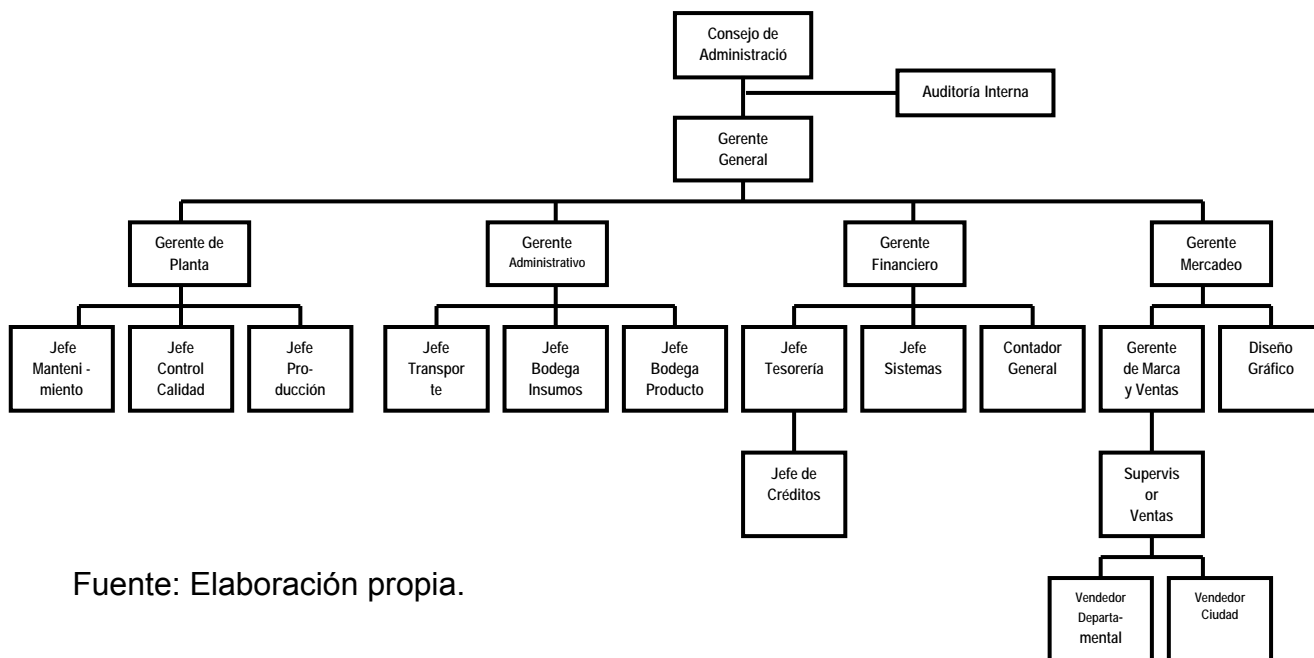 Consejo de
Administració
Auditoría Interna
Gerente
General
Gerente de
Planta
Gerente
Administrativo
Gerente
Financiero
Gerente
Mercadeo
Jefe
Manteni -
miento
Jefe
Control
Calidad
Jefe
Pro-
ducción
Jefe
Transpor
te
Jefe
Bodega
Insumos
Jefe
Bodega
Producto
Jefe
Tesorería
Jefe
Sistemas
Contador
General
Gerente
de Marca
y Ventas
Diseño
Gráfico
Jefe de
Créditos
Supervis
or
Ventas
Vendedor
Departa-
mental
Vendedor
Ciudad
Fuente: Elaboración propia.